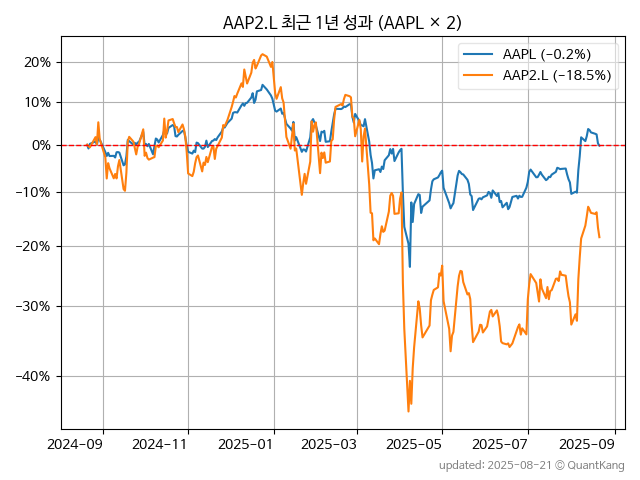 AAP2.L 최근 1년 성과 (AAPL × 2)
AAPL (−0.2%)
AAP2.L (−18.5%)
20%
10%
0%
−10%
−20%
−30%
−40%
2024−09 2024−11 2025−01 2025−03 2025−05 2025−07 2025−09
updated: 2025-08-21 ⓒ QuantKang